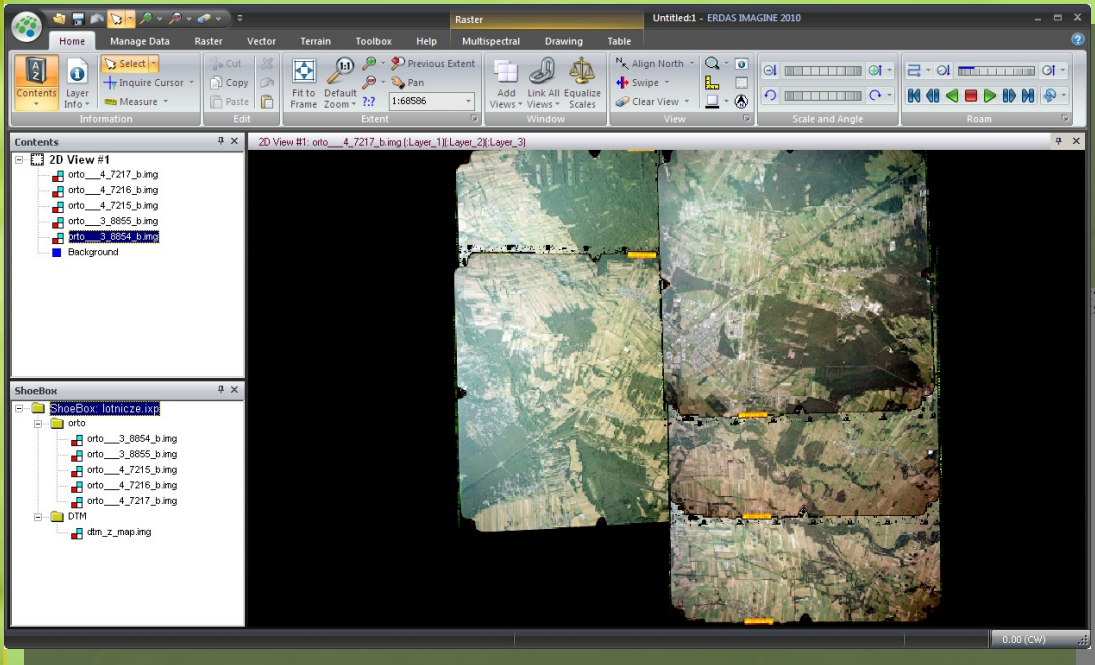 Raster
Untitled:1 - ERDAS IMAGINE 2010
Home
Manage Data
Raster
Vector
Terrain
Toolbox
Help
Multispectral
Drawing
Table
Contents
Layer Info
Select
Inquire Cursor
Measure
Information
Cut
Copy
Paste
Edit
Fit to Frame
Default Zoom
?:?
Previous Extent
Pan
1:68586
Extent
Add Views
Link All Views
Equalize Scales
Window
Align North
Swipe
Clear View
View
Scale and Angle
Roam
Contents
2D View #1
orto___4_7217_b.img
orto___4_7216_b.img
orto___4_7215_b.img
orto___3_8855_b.img
orto___3_8854_b.img
Background
ShoeBox
ShoeBox: lotnicze.ixp
orto
orto___3_8854_b.img
orto___3_8855_b.img
orto___4_7215_b.img
orto___4_7216_b.img
orto___4_7217_b.img
DTM
dtm_z_map.img
2D View #1: orto___4_7217_b.img (:Layer_1)(:Layer_2)(:Layer_3)
0.00 (CW)